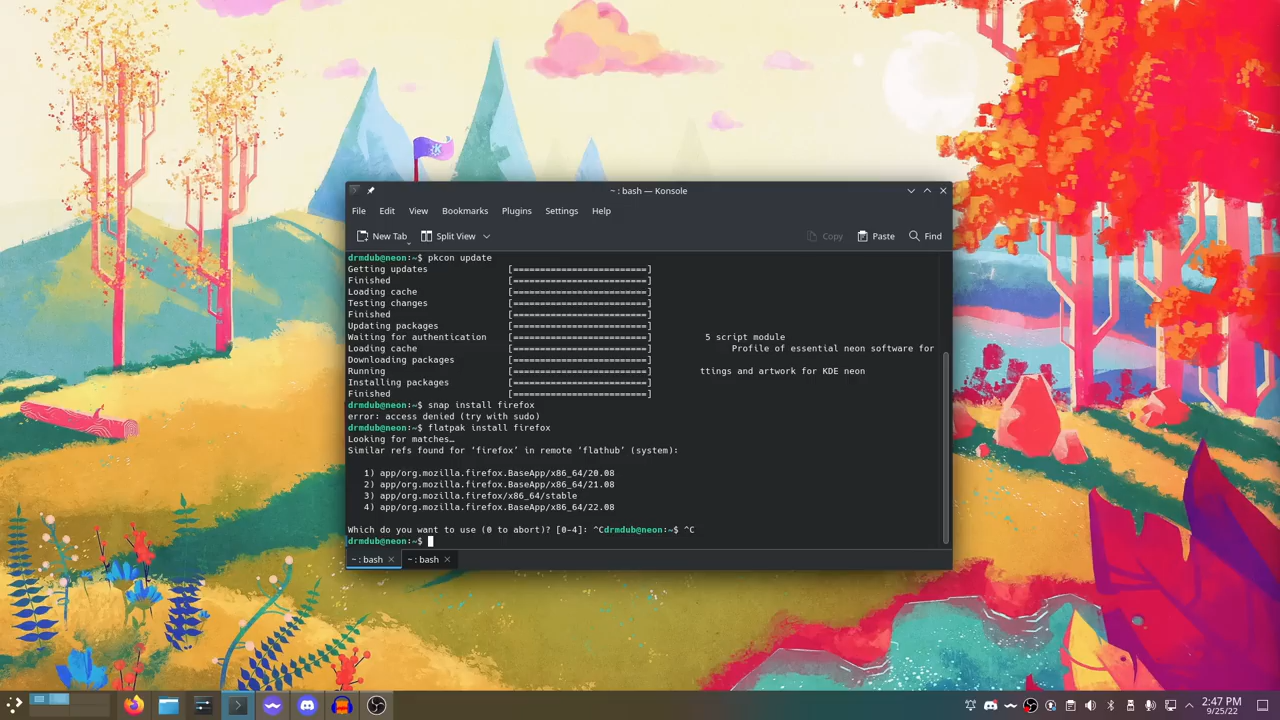 ~ : bash — Konsole
File Edit View Bookmarks Plugins Settings Help
New Tab Split View Copy Paste Find
drmdub@neon:~$ pkcon update
Getting updates [=========================]
Finished [=========================]
Loading cache [=========================]
Testing changes [=========================]
Finished [=========================]
Updating packages [=========================]
Waiting for authentication [=========================] 5 script module
Loading cache [=========================] Profile of essential neon software for
Downloading packages [=========================]
Running [=========================] ttings and artwork for KDE neon
Installing packages [=========================]
Finished [=========================]
drmdub@neon:~$ snap install firefox
error: access denied (try with sudo)
drmdub@neon:~$ flatpak install firefox
Looking for matches…
Similar refs found for ‘firefox’ in remote ‘flathub’ (system):
1) app/org.mozilla.firefox.BaseApp/x86_64/20.08
2) app/org.mozilla.firefox.BaseApp/x86_64/21.08
3) app/org.mozilla.firefox/x86_64/stable
4) app/org.mozilla.firefox.BaseApp/x86_64/22.08
Which do you want to use (0 to abort)? [0-4]: ^Cdrmdub@neon:~$ ^C
drmdub@neon:~$
~ : bash ~ : bash
2:47 PM
9/25/22